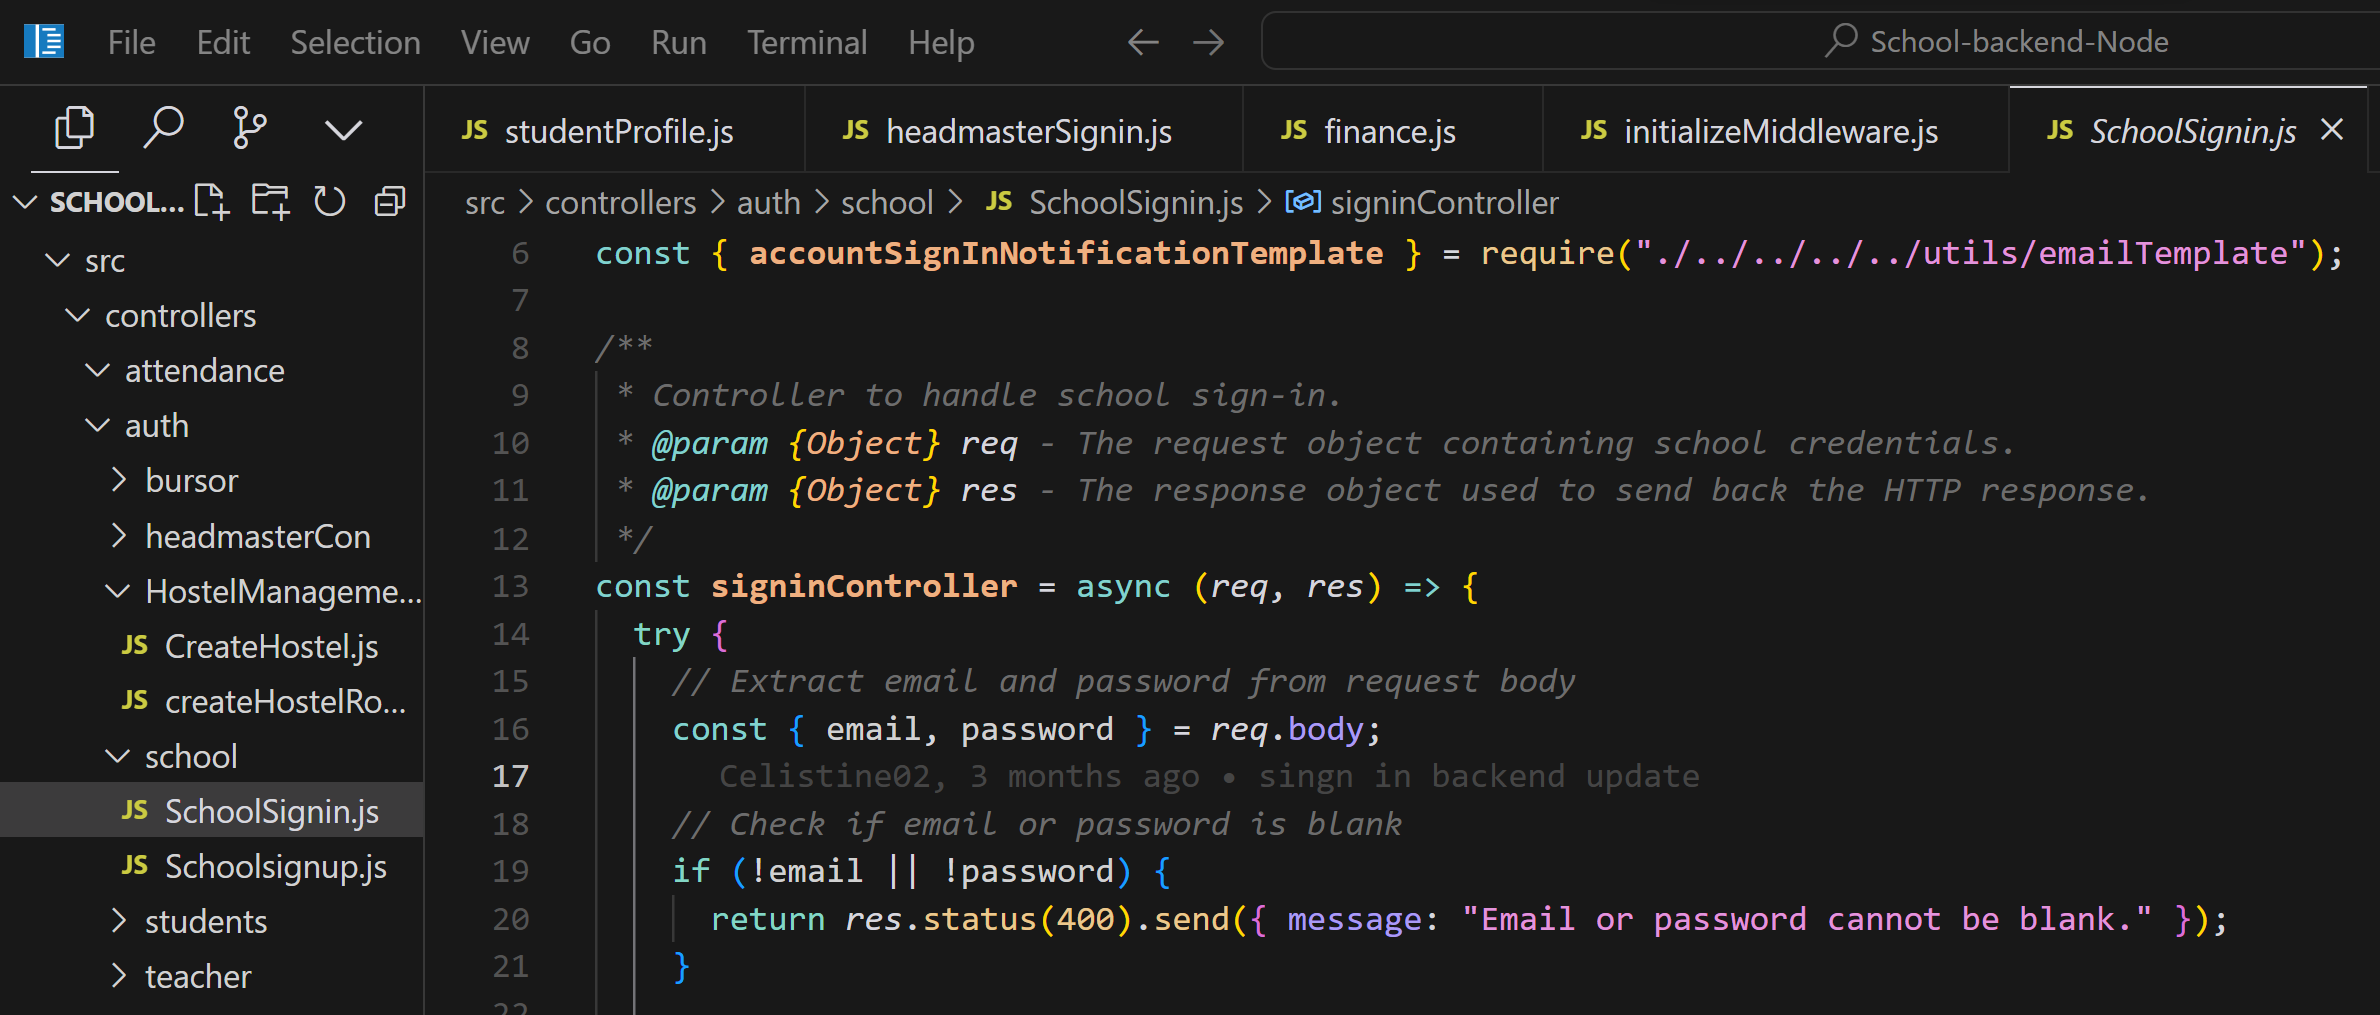 File Edit Selection View Go Run Terminal Help
School-backend-Node
JS studentProfile.js
JS headmasterSignin.js
JS finance.js
JS initializeMiddleware.js
JS SchoolSignin.js
SCHOOL...
src
controllers
attendance
auth
bursor
headmasterCon
HostelManageme...
JS CreateHostel.js
JS createHostelRo...
school
JS SchoolSignin.js
JS Schoolsignup.js
students
teacher
src > controllers > auth > school > JS SchoolSignin.js > signinController
6 const { accountSignInNotificationTemplate } = require("./../../../../utils/emailTemplate");
7
8 /**
9 * Controller to handle school sign-in.
10 * @param {Object} req - The request object containing school credentials.
11 * @param {Object} res - The response object used to send back the HTTP response.
12 */
13 const signinController = async (req, res) => {
14 try {
15 // Extract email and password from request body
16 const { email, password } = req.body;
17 Celistine02, 3 months ago • singn in backend update
18 // Check if email or password is blank
19 if (!email || !password) {
20 return res.status(400).send({ message: "Email or password cannot be blank." });
21 }
22